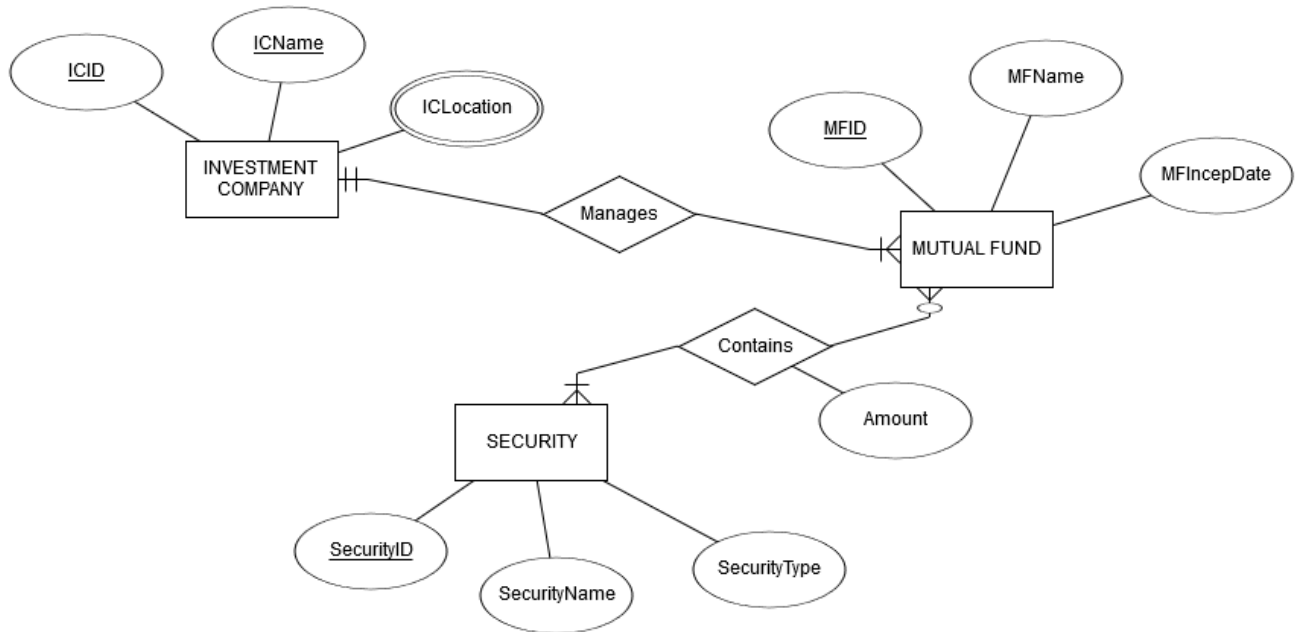 ICName
ICID
ICLocation
MFName
MFID
MFIncepDate
INVESTMENT
COMPANY
Manages
MUTUAL FUND
Contains
Amount
SECURITY
SecurityID
SecurityName
SecurityType